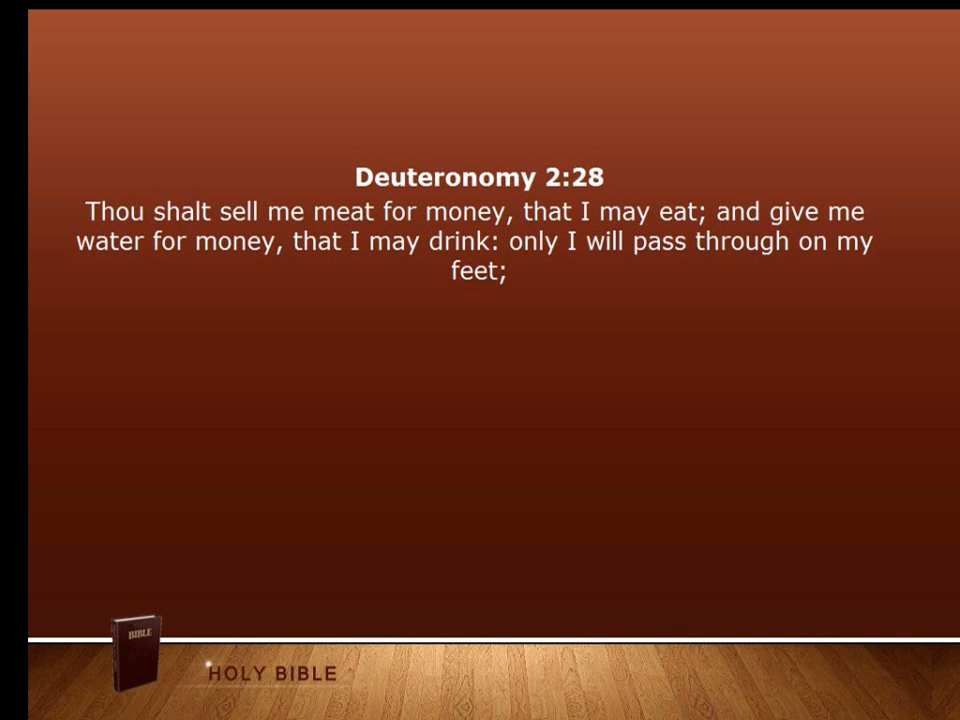 Deuteronomy 2:28
Thou shalt sell me meat for money, that I may eat; and give me
water for money, that I may drink: only I will pass through on my
feet;
BIBLE
HOLY BIBLE